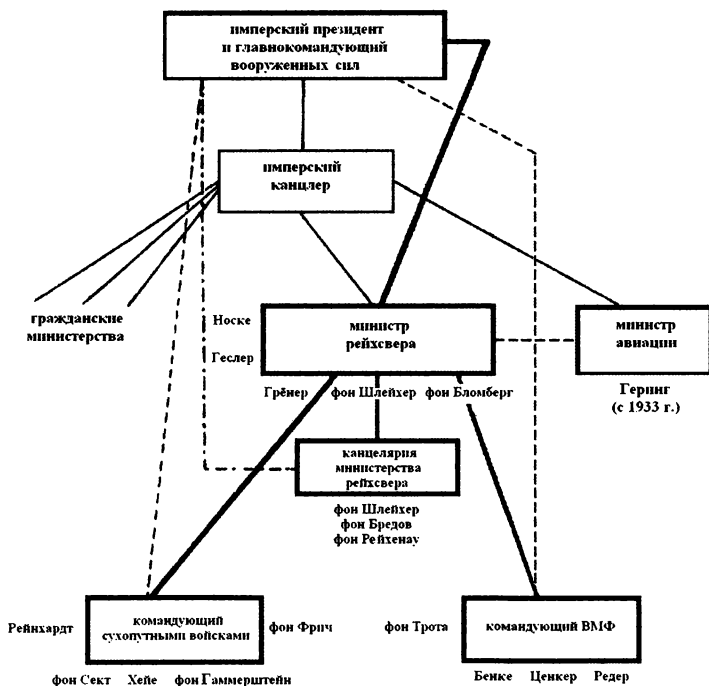 имперский президент
и главнокомандующий
вооруженных сил
имперский
канцлер
гражданские
министерства
Носке
Геслер
министр
рейхсвера
министр
авиации
Грёнер фон Шлейхер фон Бломберг
Геринг
(с 1933 г.)
канцелярия
министерства
рейхсвера
фон Шлейхер
фон Бредов
фон Рейхенау
Рейнхардт
командующий
сухопутными войсками
фон Фрич
фон Трота
командующий ВМФ
фон Сект Хейе фон Гаммерштейн
Бенке Ценкер Редер